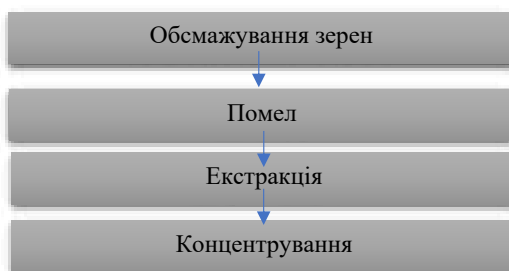 Обсмажування зерен
Помел
Екстракція
Концентрування